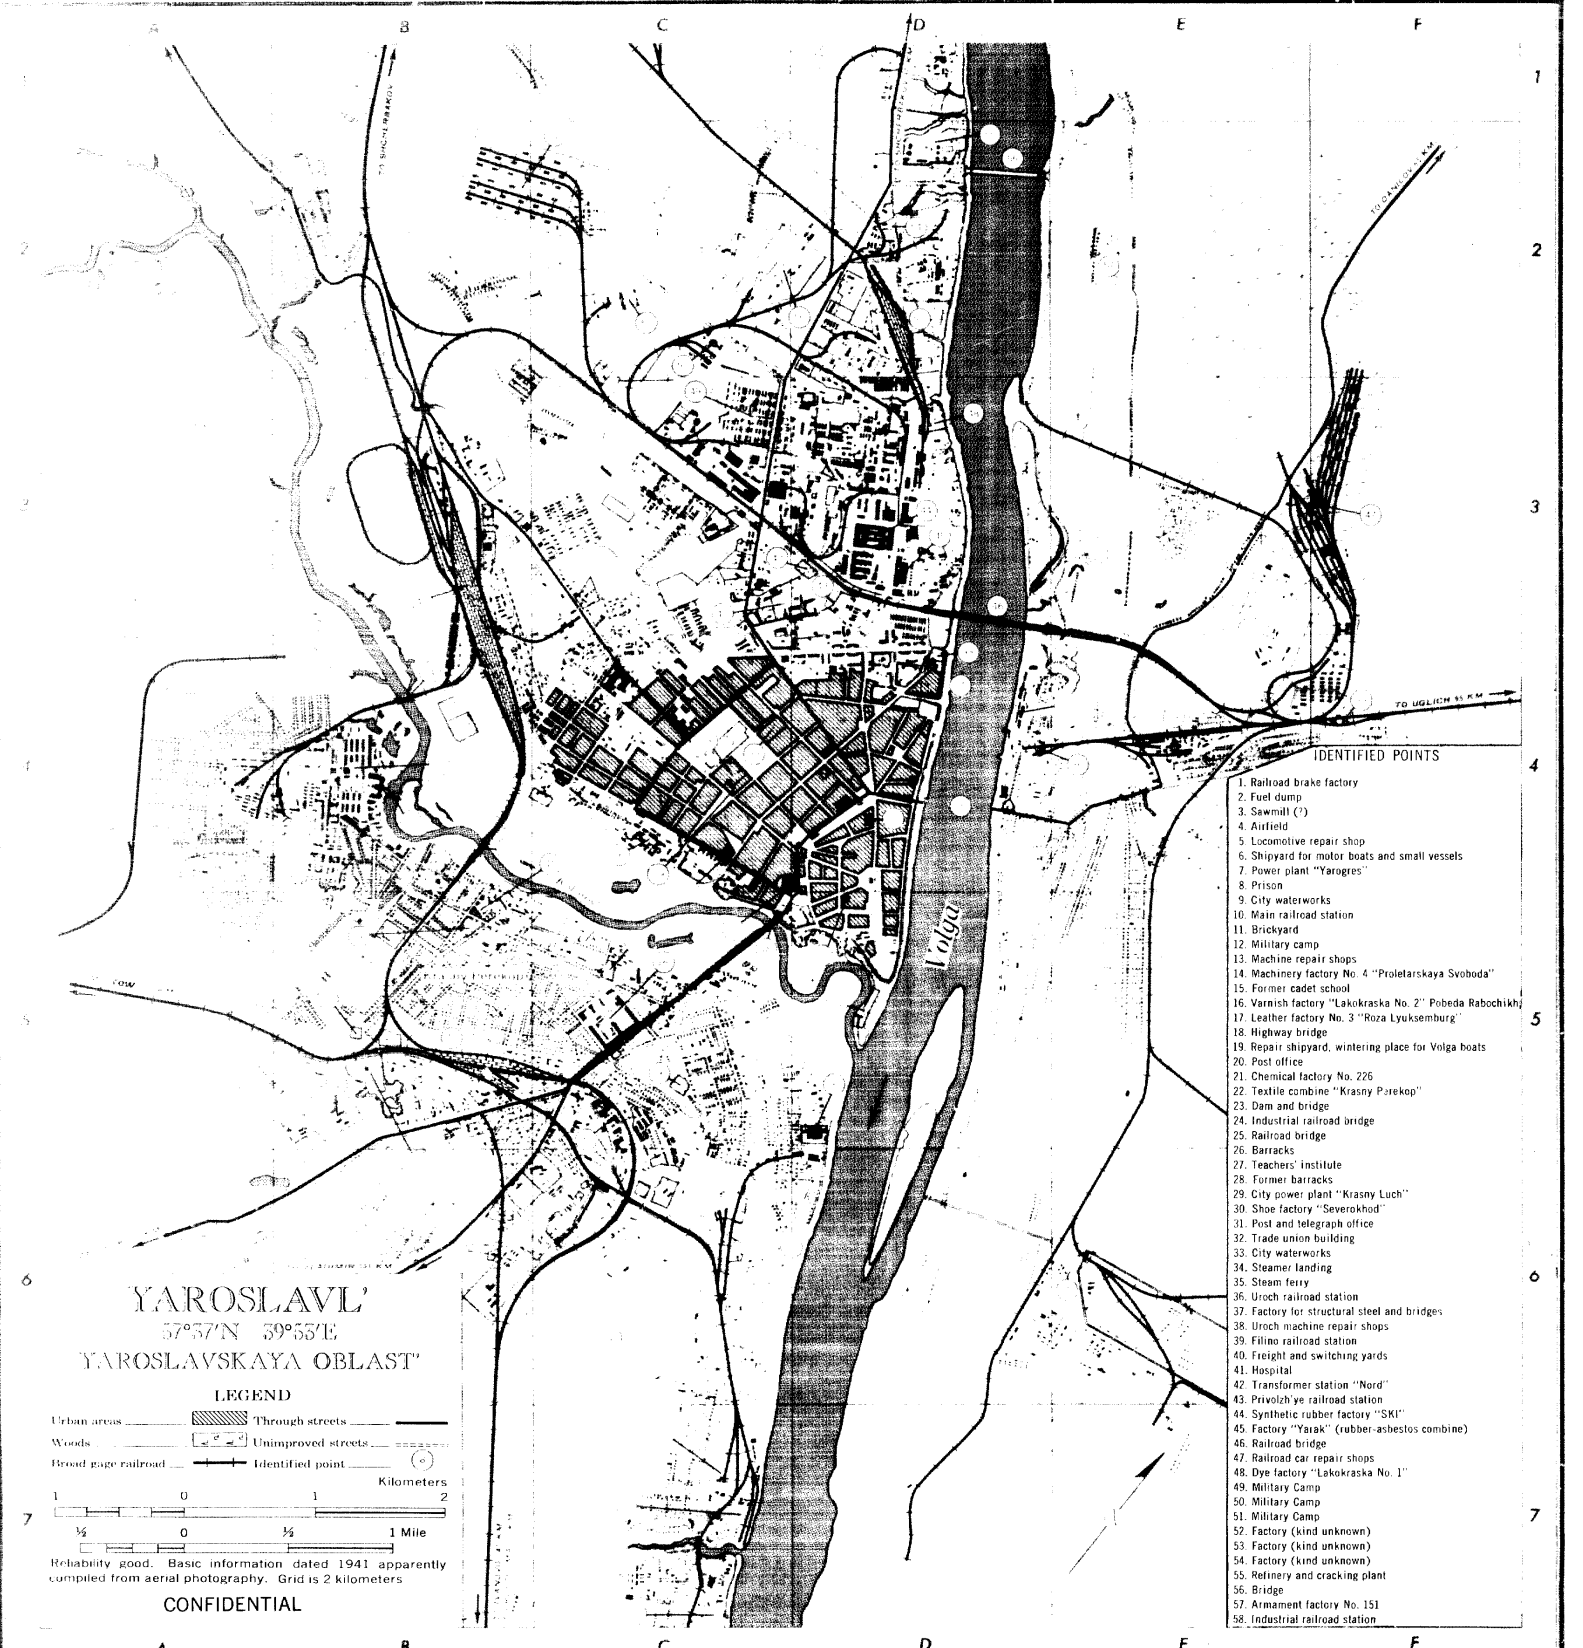 A B C D E F
1
2
3
4
5
6
7
TO DANILOV KM
TO UGLICH 95 KM
Volga
IDENTIFIED POINTS
1. Railroad brake factory
2. Fuel dump
3. Sawmill (?)
4. Airfield
5. Locomotive repair shop
6. Shipyard for motor boats and small vessels
7. Power plant "Yarogres"
8. Prison
9. City waterworks
10. Main railroad station
11. Brickyard
12. Military camp
13. Machine repair shops
14. Machinery factory No. 4 "Proletarskaya Svoboda"
15. Former cadet school
16. Varnish factory "Lakokraska No. 2" Pobeda Rabochikh
17. Leather factory No. 3 "Roza Lyuksemburg"
18. Highway bridge
19. Repair shipyard, wintering place for Volga boats
20. Post office
21. Chemical factory No. 226
22. Textile combine "Krasny Perekop"
23. Dam and bridge
24. Industrial railroad bridge
25. Railroad bridge
26. Barracks
27. Teachers' institute
28. Former barracks
29. City power plant "Krasny Luch"
30. Shoe factory "Severokhod"
31. Post and telegraph office
32. Trade union building
33. City waterworks
34. Steamer landing
35. Steam ferry
36. Uroch railroad station
37. Factory for structural steel and bridges
38. Uroch machine repair shops
39. Filino railroad station
40. Freight and switching yards
41. Hospital
42. Transformer station "Nord"
43. Privolzh'ye railroad station
44. Synthetic rubber factory "SKI"
45. Factory "Yarak" (rubber-asbestos combine)
46. Railroad bridge
47. Railroad car repair shops
48. Dye factory "Lakokraska No. 1"
49. Military Camp
50. Military Camp
51. Military Camp
52. Factory (kind unknown)
53. Factory (kind unknown)
54. Factory (kind unknown)
55. Refinery and cracking plant
56. Bridge
57. Armament factory No. 151
58. Industrial railroad station
YAROSLAVL'
57°37'N 39°53'E
YAROSLAVSKAYA OBLAST'
LEGEND
Urban areas Through streets
Woods Unimproved streets
Broad gage railroad Identified point
Kilometers
1 0 1 2
½ 0 ½ 1 Mile
Reliability good. Basic information dated 1941 apparently
compiled from aerial photography. Grid is 2 kilometers
CONFIDENTIAL
A B C D E F